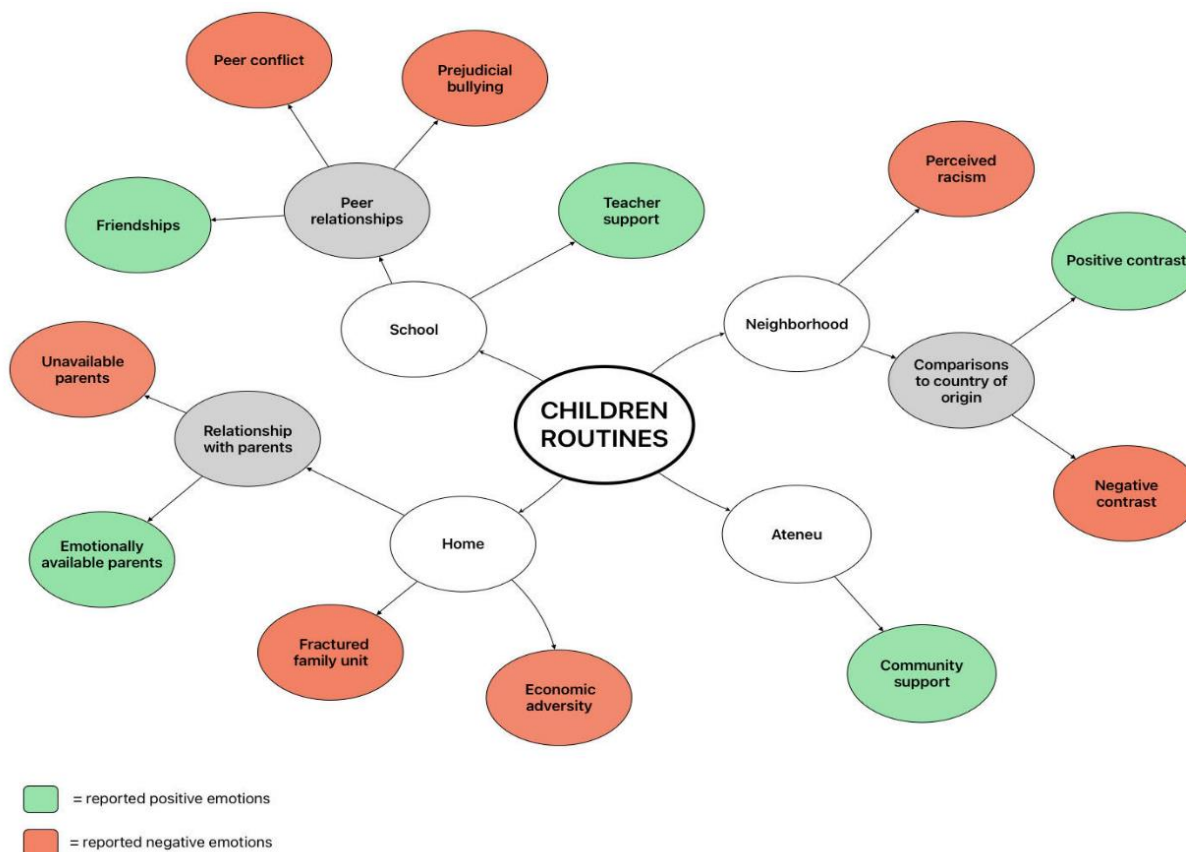 Peer conflict
Prejudicial
bullying
Perceived
racism
Friendships
Peer
relationships
Teacher
support
Positive contrast
School
Neighborhood
Unavailable
parents
Comparisons
to country of
origin
CHILDREN
ROUTINES
Relationship
with parents
Negative
contrast
Emotionally
available parents
Home
Ateneu
Fractured
family unit
Economic
adversity
Community
support
= reported positive emotions
= reported negative emotions